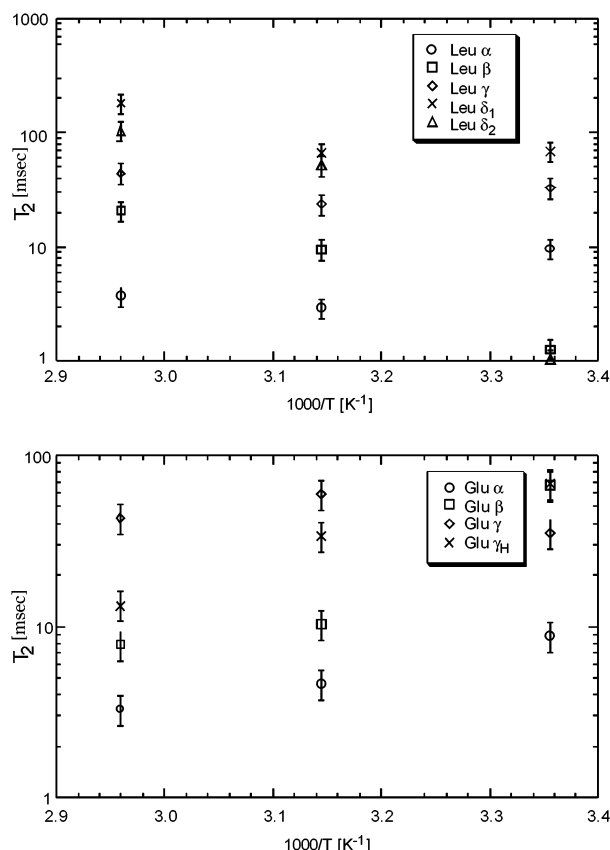 1000
100
10
1
T2 [msec]
Leu α
Leu β
Leu γ
Leu δ1
Leu δ2
2.9 3.0 3.1 3.2 3.3 3.4
1000/T [K-1]
100
10
1
T2 [msec]
Glu α
Glu β
Glu γ
Glu γH
2.9 3.0 3.1 3.2 3.3 3.4
1000/T [K-1]